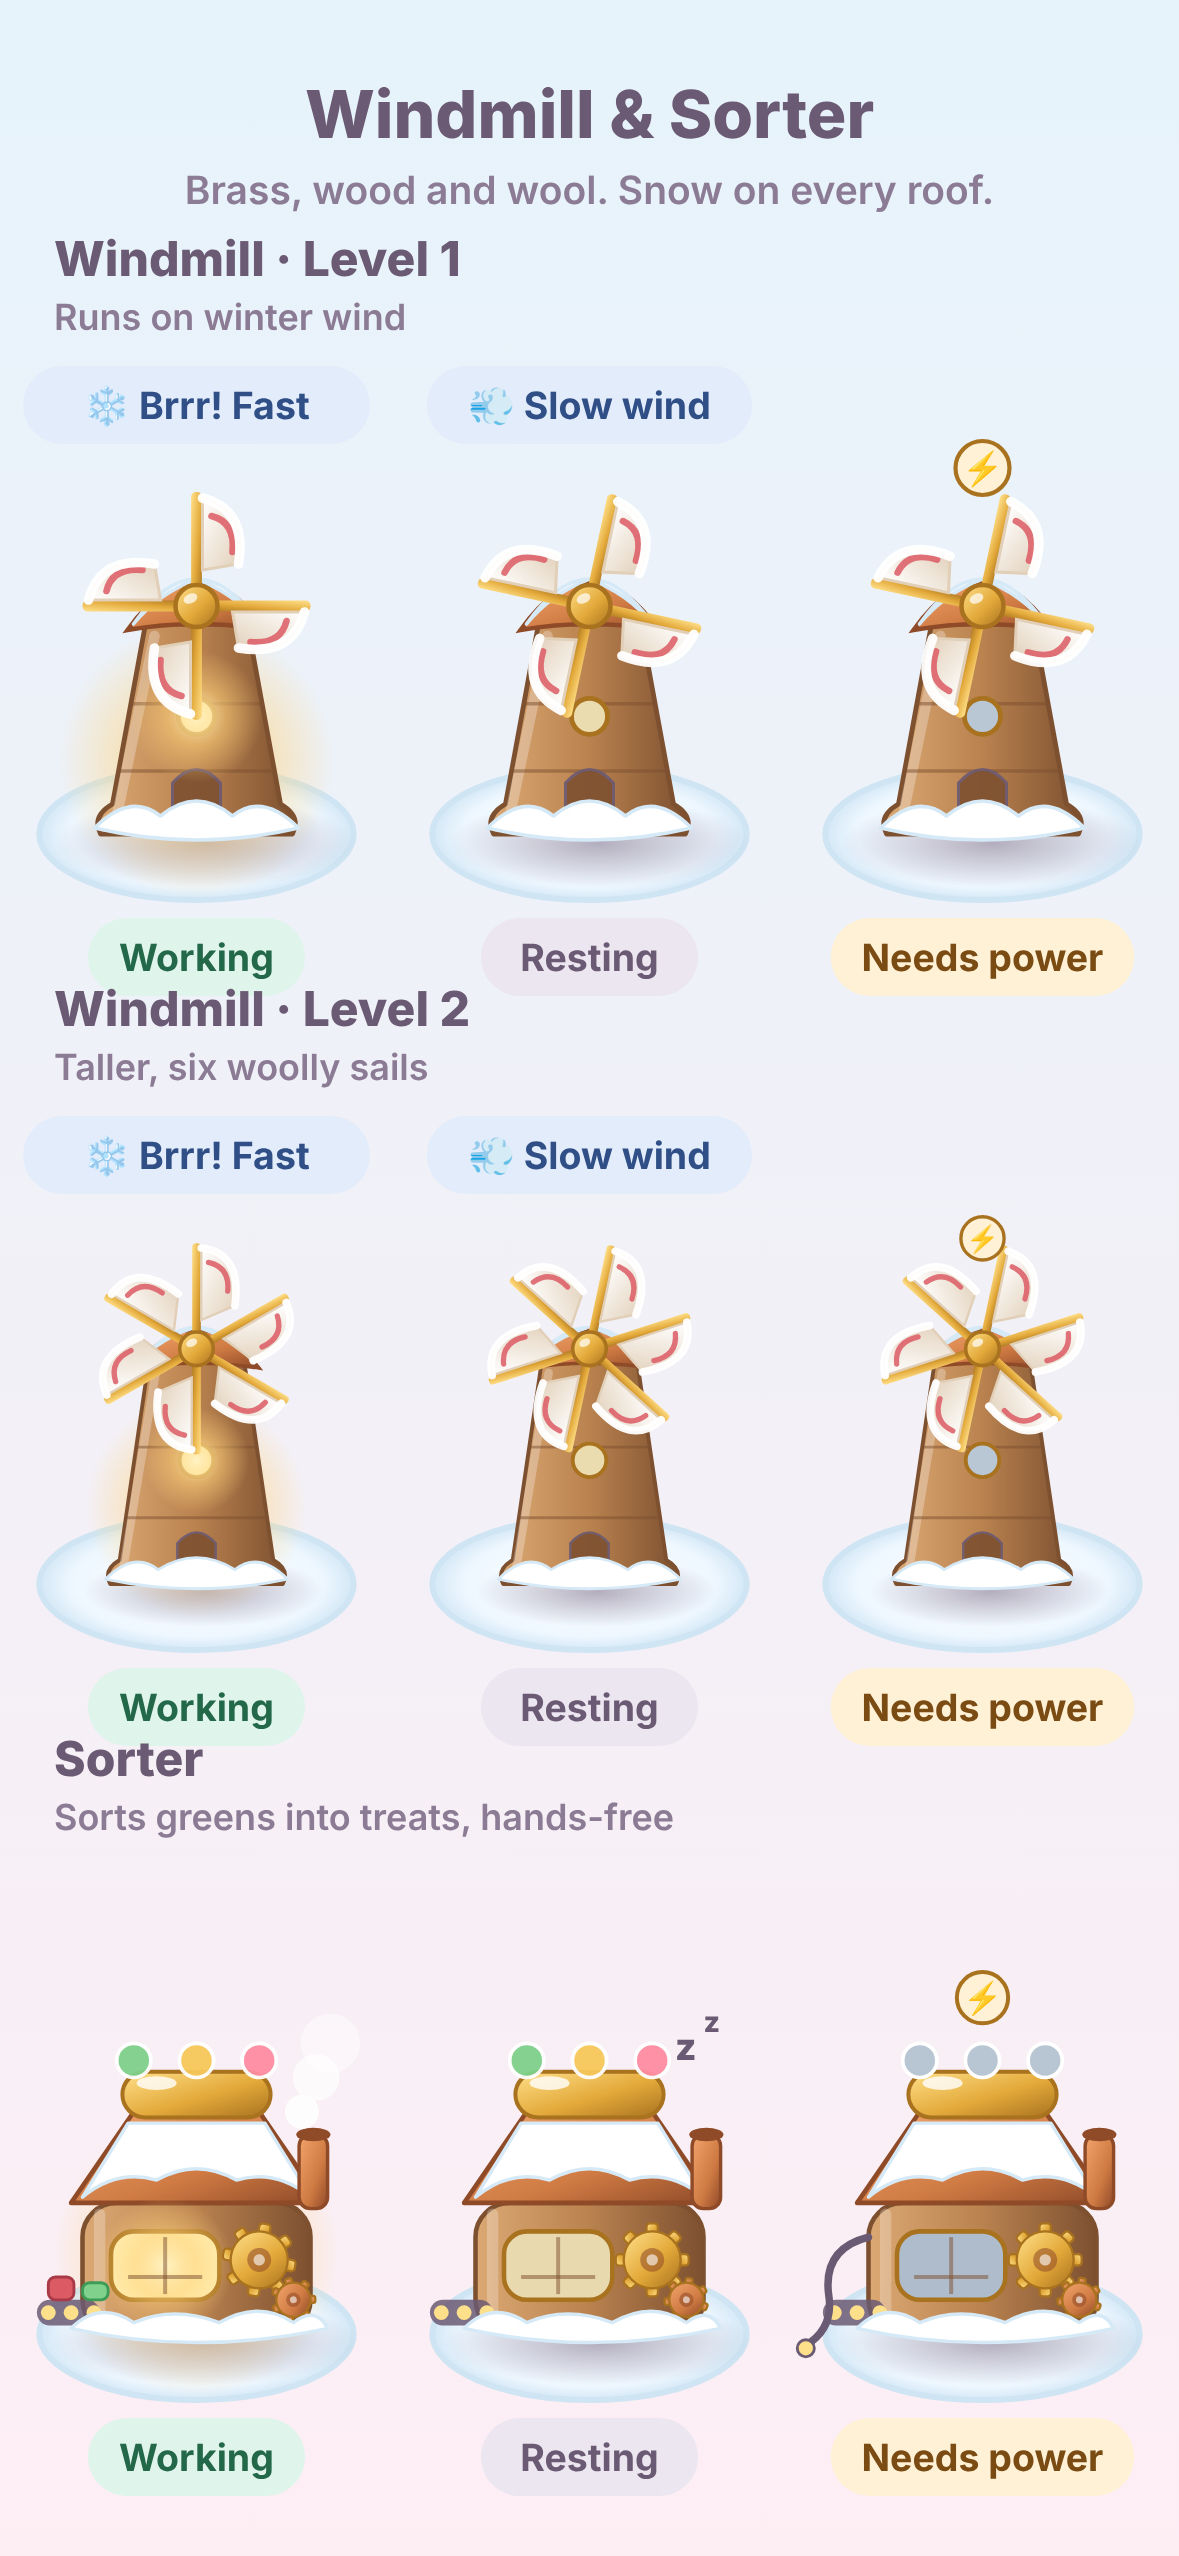 Windmill & Sorter
Brass, wood and wool. Snow on every roof.
Windmill · Level 1
Runs on winter wind
❄️ Brrr! Fast
💨 Slow wind
⚡
Working
Resting
Needs power
Windmill · Level 2
Taller, six woolly sails
❄️ Brrr! Fast
💨 Slow wind
⚡
Working
Resting
Needs power
Sorter
Sorts greens into treats, hands-free
⚡
z
z
Working
Resting
Needs power